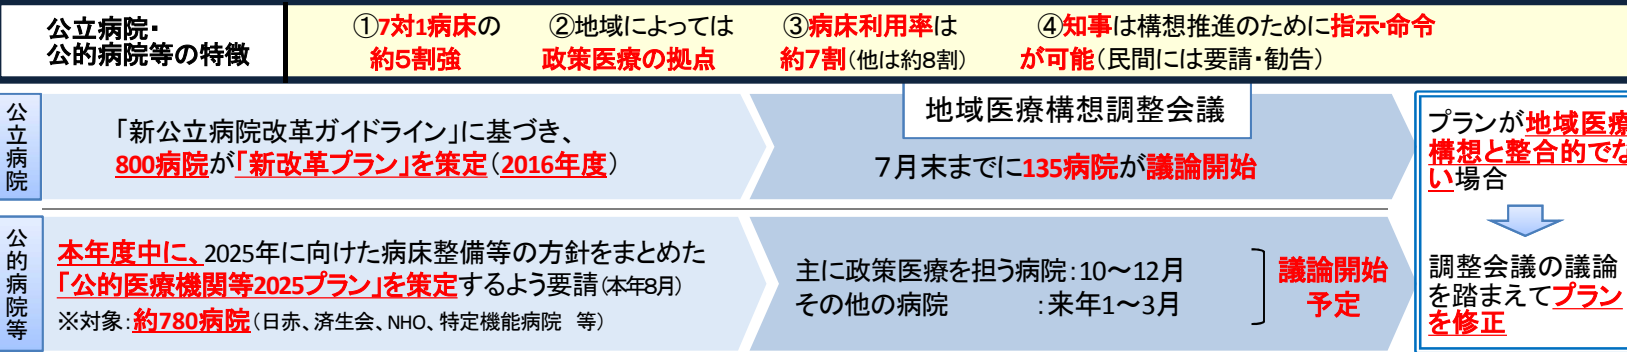 公立病院・
公的病院等の特徴
①7対1病床の
約5割強
②地域によっては
政策医療の拠点
③病床利用率は
約7割(他は約8割)
④知事は構想推進のために指示・命令
が可能(民間には要請・勧告)
公立病院
「新公立病院改革ガイドライン」に基づき、
800病院が「新改革プラン」を策定(2016年度)
地域医療構想調整会議
7月末までに135病院が議論開始
公的病院等
本年度中に、2025年に向けた病床整備等の方針をまとめた
「公的医療機関等2025プラン」を策定するよう要請(本年8月)
※対象:約780病院(日赤、済生会、NHO、特定機能病院 等)
主に政策医療を担う病院:10〜12月
その他の病院 :来年1〜3月
議論開始
予定
プランが地域医療
構想と整合的でな
い場合
調整会議の議論
を踏まえてプラン
を修正